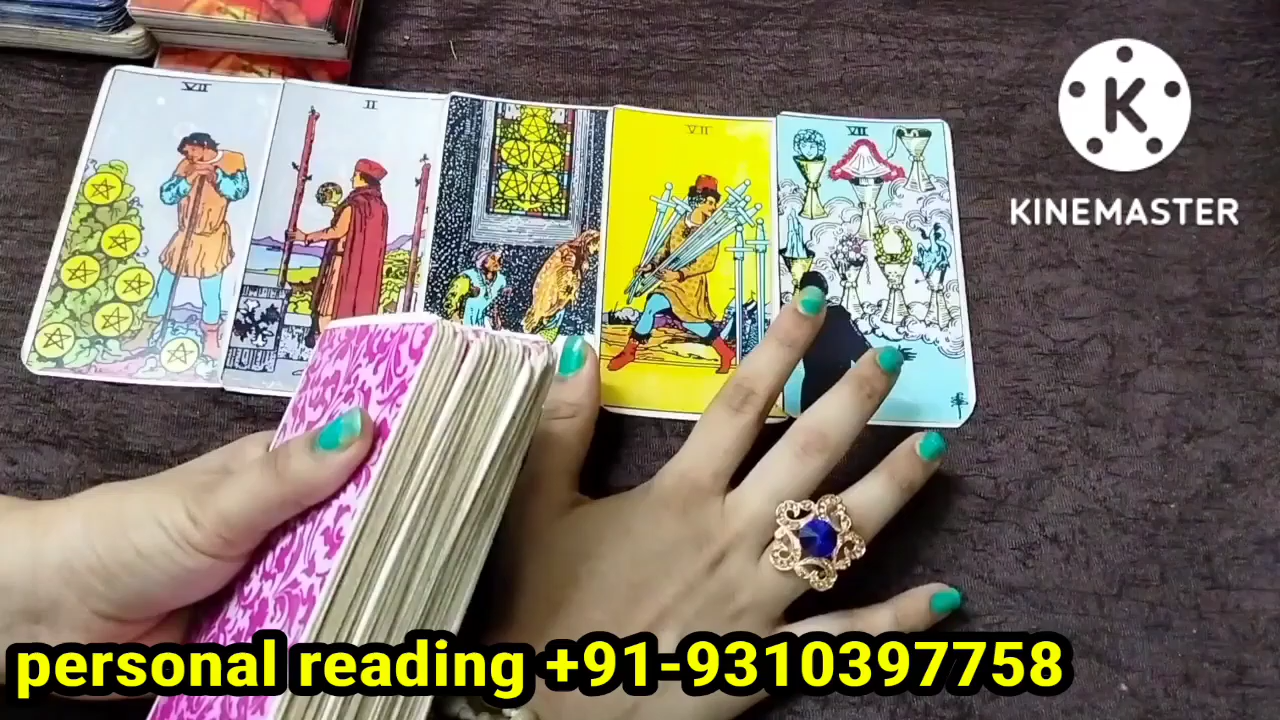 VII
II
VII
VII
KINEMASTER
personal reading +91-9310397758